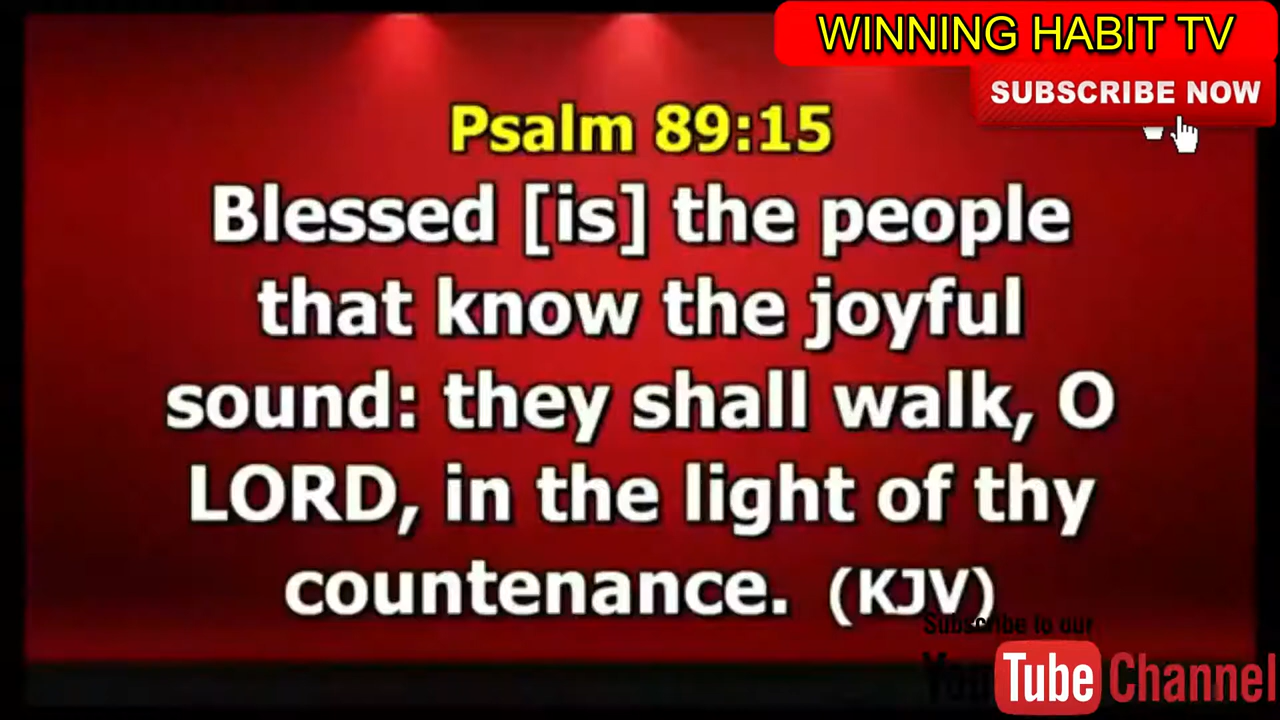 WINNING HABIT TV
SUBSCRIBE NOW
Psalm 89:15
Blessed [is] the people
that know the joyful
sound: they shall walk, O
LORD, in the light of thy
countenance. (KJV)
Subscribe to our
YouTube Channel